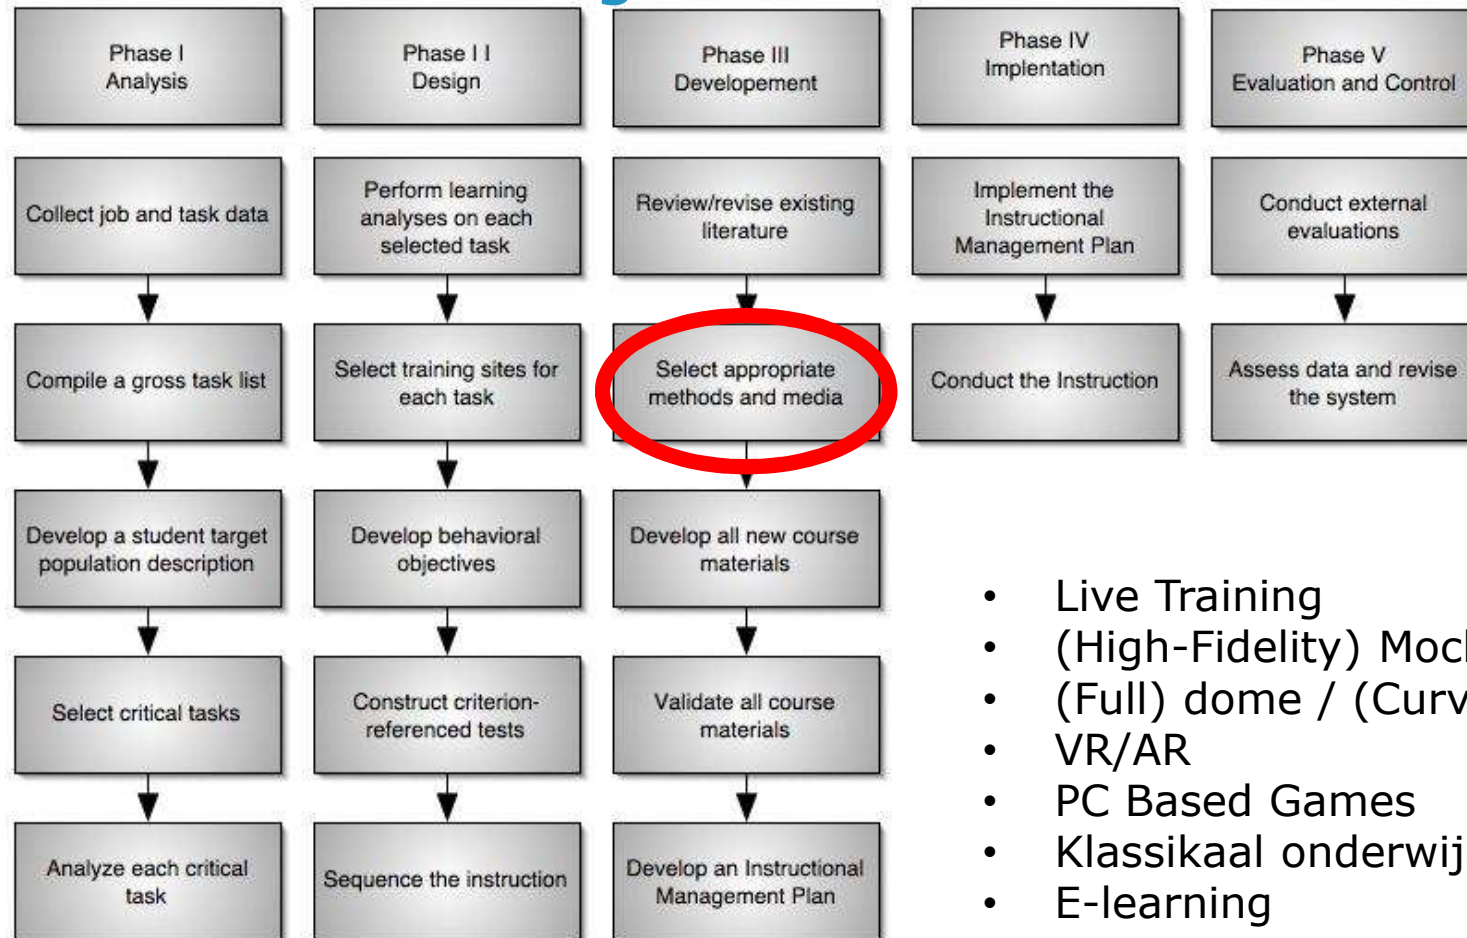 Phase I
Analysis
Phase I I
Design
Phase III
Developement
Phase IV
Implentation
Phase V
Evaluation and Control
Collect job and task data
Perform learning
analyses on each
selected task
Review/revise existing
literature
Implement the
Instructional
Management Plan
Conduct external
evaluations
Compile a gross task list
Select training sites for
each task
Select appropriate
methods and media
Conduct the Instruction
Assess data and revise
the system
Develop a student target
population description
Develop behavioral
objectives
Develop all new course
materials
Select critical tasks
Construct criterion-
referenced tests
Validate all course
materials
Analyze each critical
task
Sequence the instruction
Develop an Instructional
Management Plan
• Live Training
• (High-Fidelity)
• (Full) dome /
• VR/AR
• PC Based Games
• Klassikaal
• E-learning